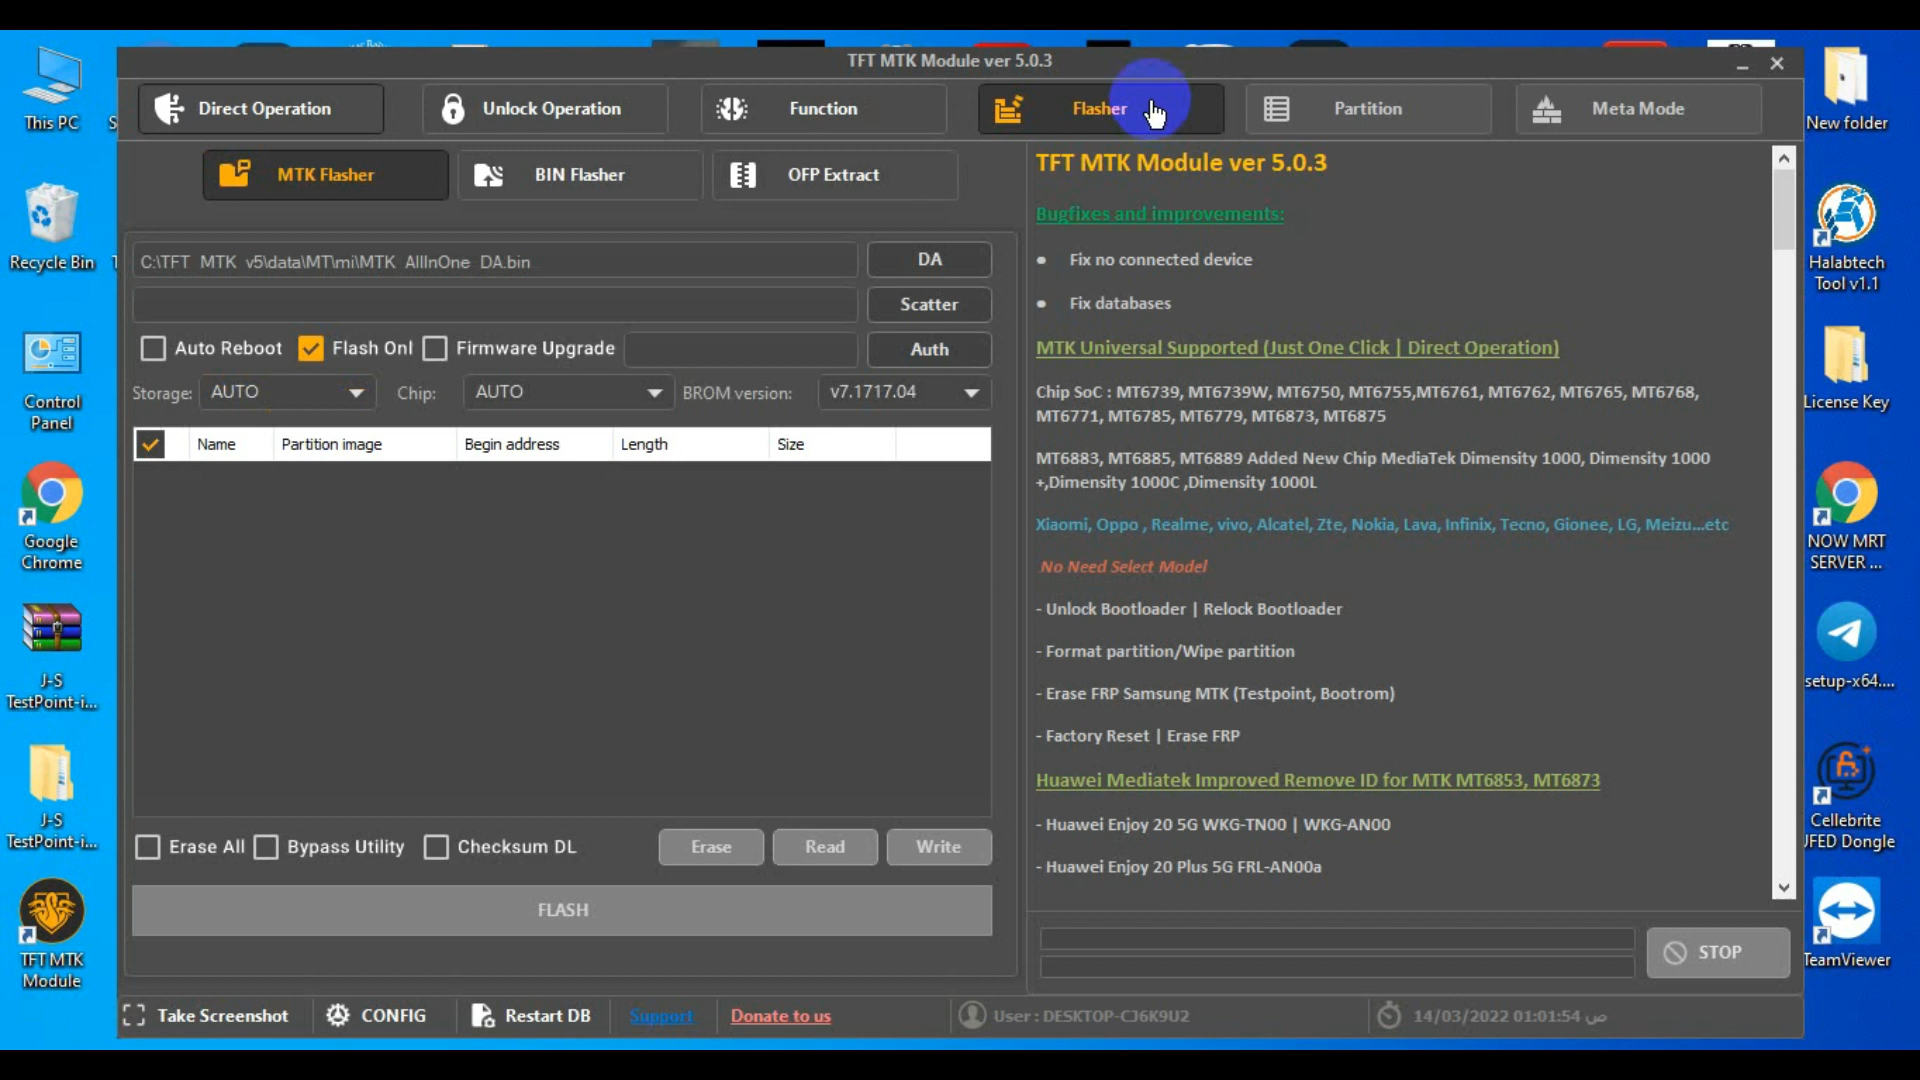 TFT MTK Module ver 5.0.3
Direct Operation
Unlock Operation
Function
Flasher
Partition
Meta Mode
MTK Flasher
BIN Flasher
OFP Extract
C:\TFT MTK v5\data\MT\mi\MTK AllInOne DA.bin
DA
Scatter
Auto Reboot
Flash Onl
Firmware Upgrade
Auth
Storage:
AUTO
Chip:
AUTO
BROM version:
v7.1717.04
Name
Partition image
Begin address
Length
Size
Erase All
Bypass Utility
Checksum DL
Erase
Read
Write
FLASH
TFT MTK Module ver 5.0.3
Bugfixes and improvements:
• Fix no connected device
• Fix databases
MTK Universal Supported (Just One Click | Direct Operation)
Chip SoC : MT6739, MT6739W, MT6750, MT6755,MT6761, MT6762, MT6765, MT6768,
MT6771, MT6785, MT6779, MT6873, MT6875
MT6883, MT6885, MT6889 Added New Chip MediaTek Dimensity 1000, Dimensity 1000
+,Dimensity 1000C ,Dimensity 1000L
Xiaomi, Oppo , Realme, vivo, Alcatel, Zte, Nokia, Lava, Infinix, Tecno, Gionee, LG, Meizu...etc
No Need Select Model
- Unlock Bootloader | Relock Bootloader
- Format partition/Wipe partition
- Erase FRP Samsung MTK (Testpoint, Bootrom)
- Factory Reset | Erase FRP
Huawei Mediatek Improved Remove ID for MTK MT6853, MT6873
- Huawei Enjoy 20 5G WKG-TN00 | WKG-AN00
- Huawei Enjoy 20 Plus 5G FRL-AN00a
STOP
Take Screenshot
CONFIG
Restart DB
Support
Donate to us
User : DESKTOP-CJ6K9U2
14/03/2022 01:01:54 ص
This PC
Recycle Bin
Control
Panel
Google
Chrome
J-S
TestPoint-i...
J-S
TestPoint-i...
TFT MTK
Module
New folder
Halabtech
Tool v1.1
License Key
NOW MRT
SERVER ...
setup-x64....
Cellebrite
UFED Dongle
TeamViewer